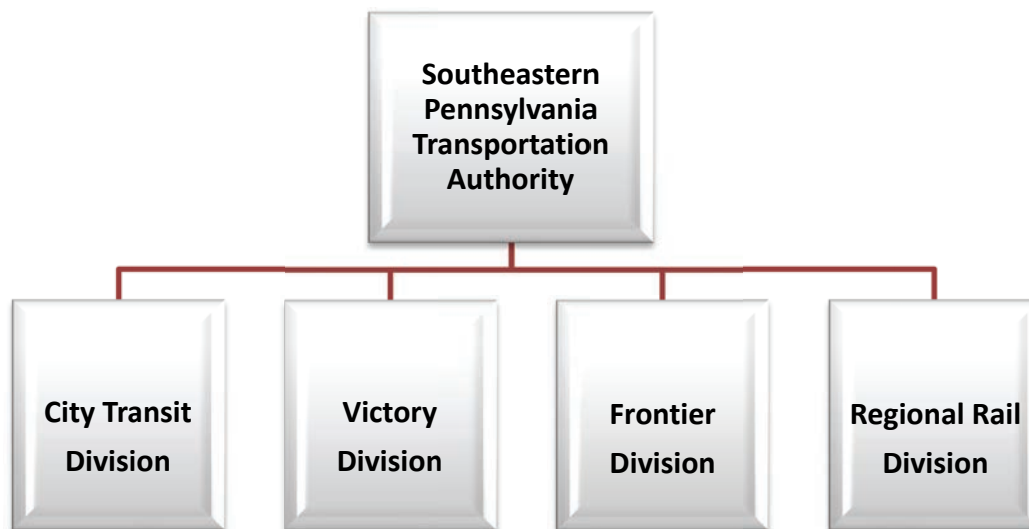 Southeastern
Pennsylvania
Transportation
Authority
City Transit
Division
Victory
Division
Frontier
Division
Regional Rail
Division